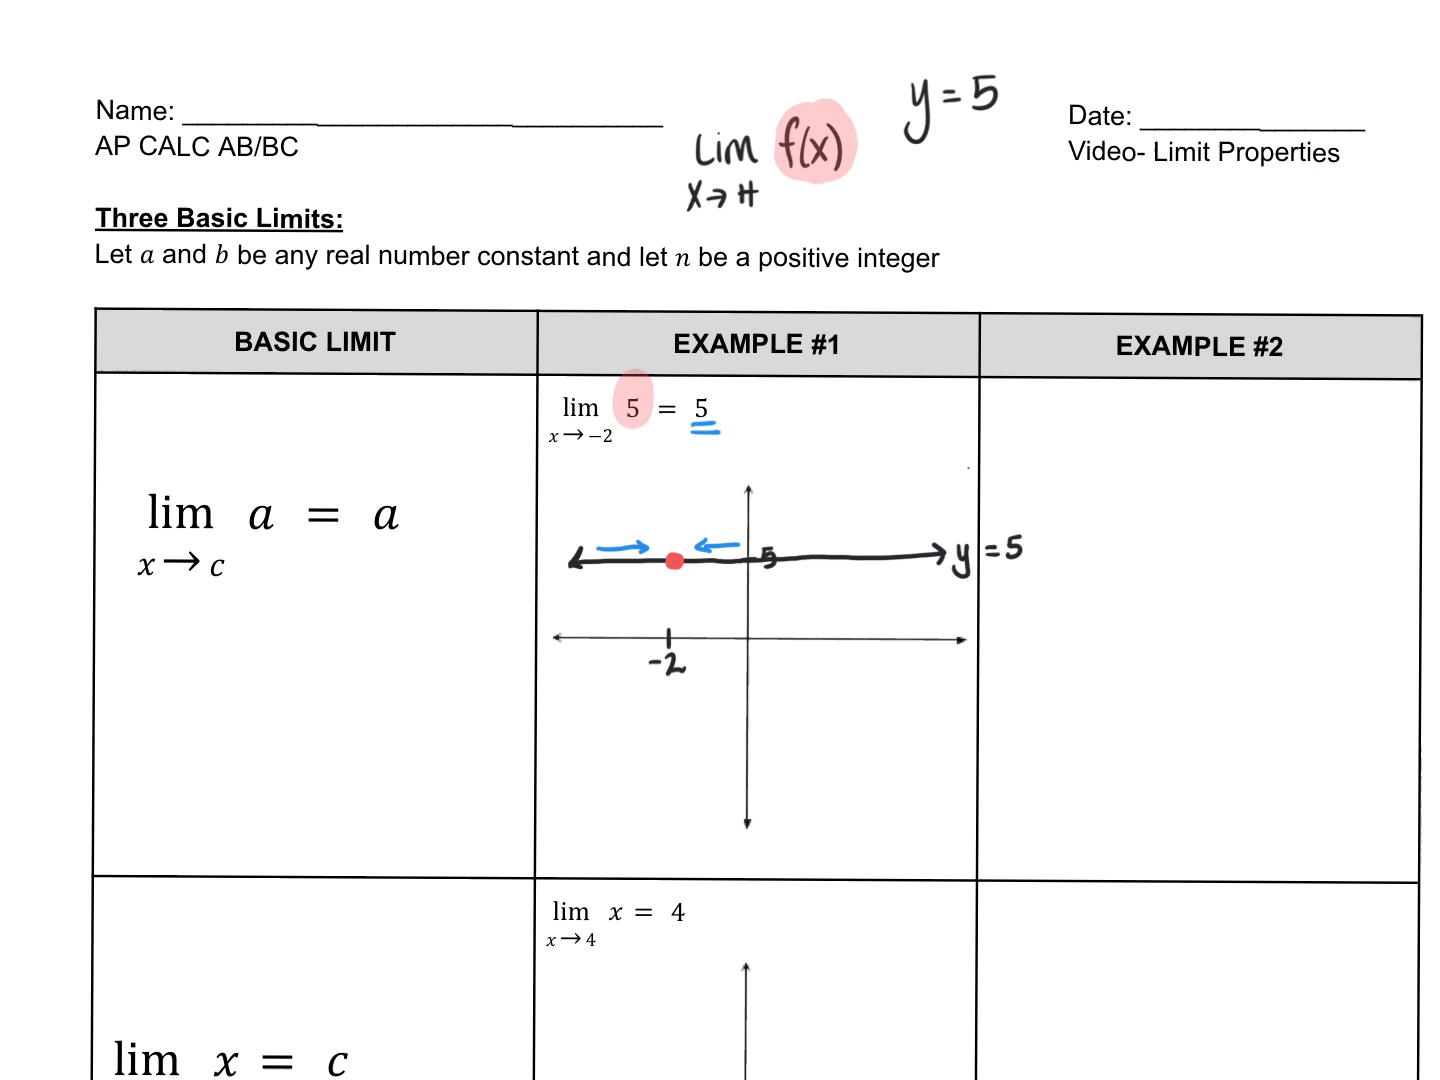 Name: ____________________
AP CALC AB/BC
lim f(x)
x→#
y=5
Date: ____________________
Video- Limit Properties
Three Basic Limits:
Let a and b be any real number constant and let n be a positive integer
BASIC LIMIT
EXAMPLE #1
EXAMPLE #2
lim a = a
x→c
lim 5 = 5
x→−2
5
y=5
-2
lim x = c
lim x = 4
x→4